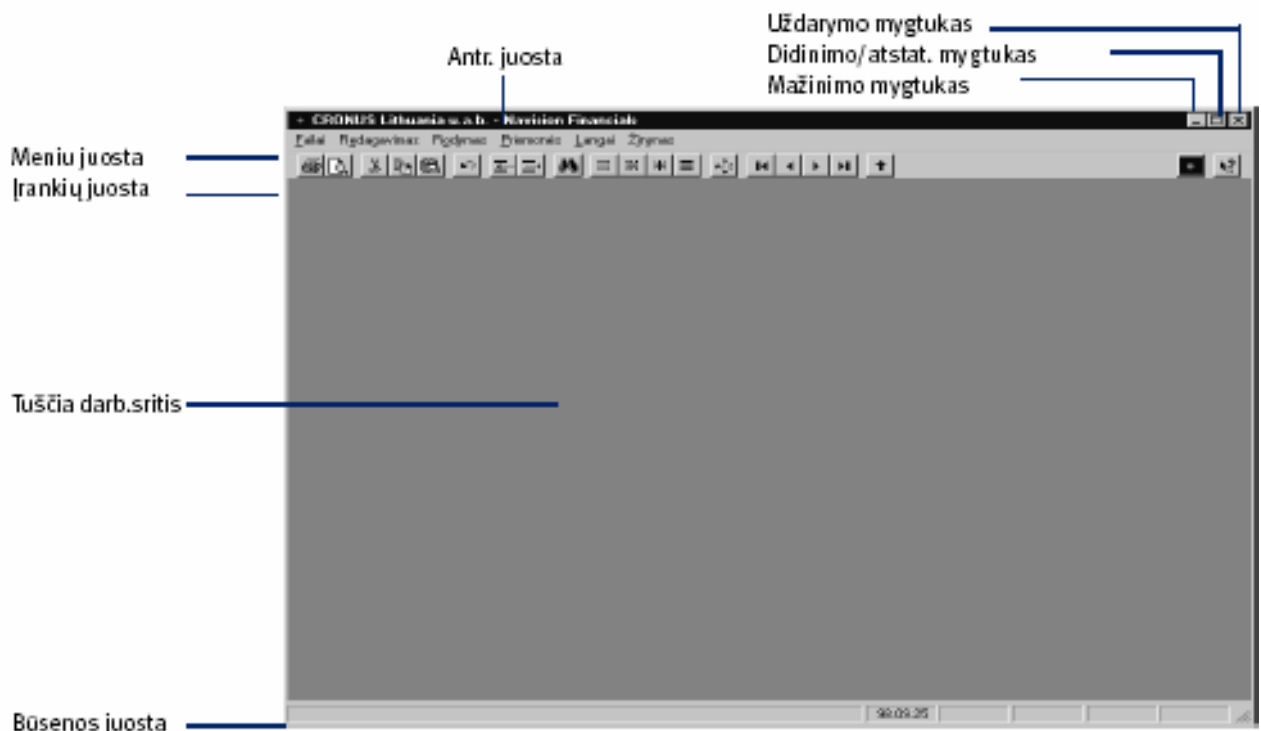 Uždarymo mygtukas
Didinimo/atstat. mygtukas
Mažinimo mygtukas
Antr. juosta
CRONUS Lithuania u.a.b. - Navision Financials
Failai Redagavimas Rodymas Priemonės Langai Žinynas
Meniu juosta
Įrankių juosta
Tuščia darb.sritis
98.09.25
Būsenos juosta